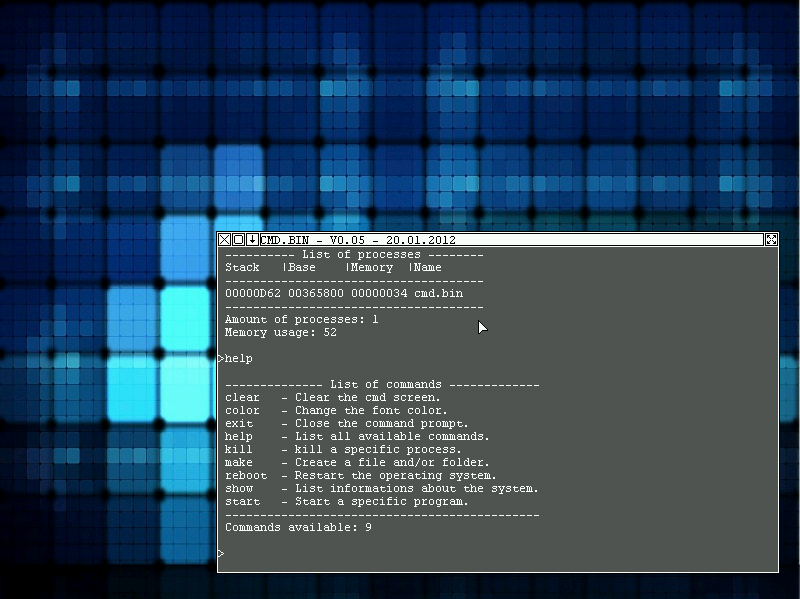 CMD.BIN - V0.05 - 20.01.2012
---------- List of processes --------
Stack   |Base    |Memory  |Name
-------------------------------------
00000D62 00365800 00000034 cmd.bin
-------------------------------------
Amount of processes: 1
Memory usage: 52
>help
-------------- List of commands -------------
clear   - Clear the cmd screen.
color   - Change the font color.
exit    - Close the command prompt.
help    - List all available commands.
kill    - kill a specific process.
make    - Create a file and/or folder.
reboot  - Restart the operating system.
show    - List informations about the system.
start   - Start a specific program.
---------------------------------------------
Commands available: 9
>